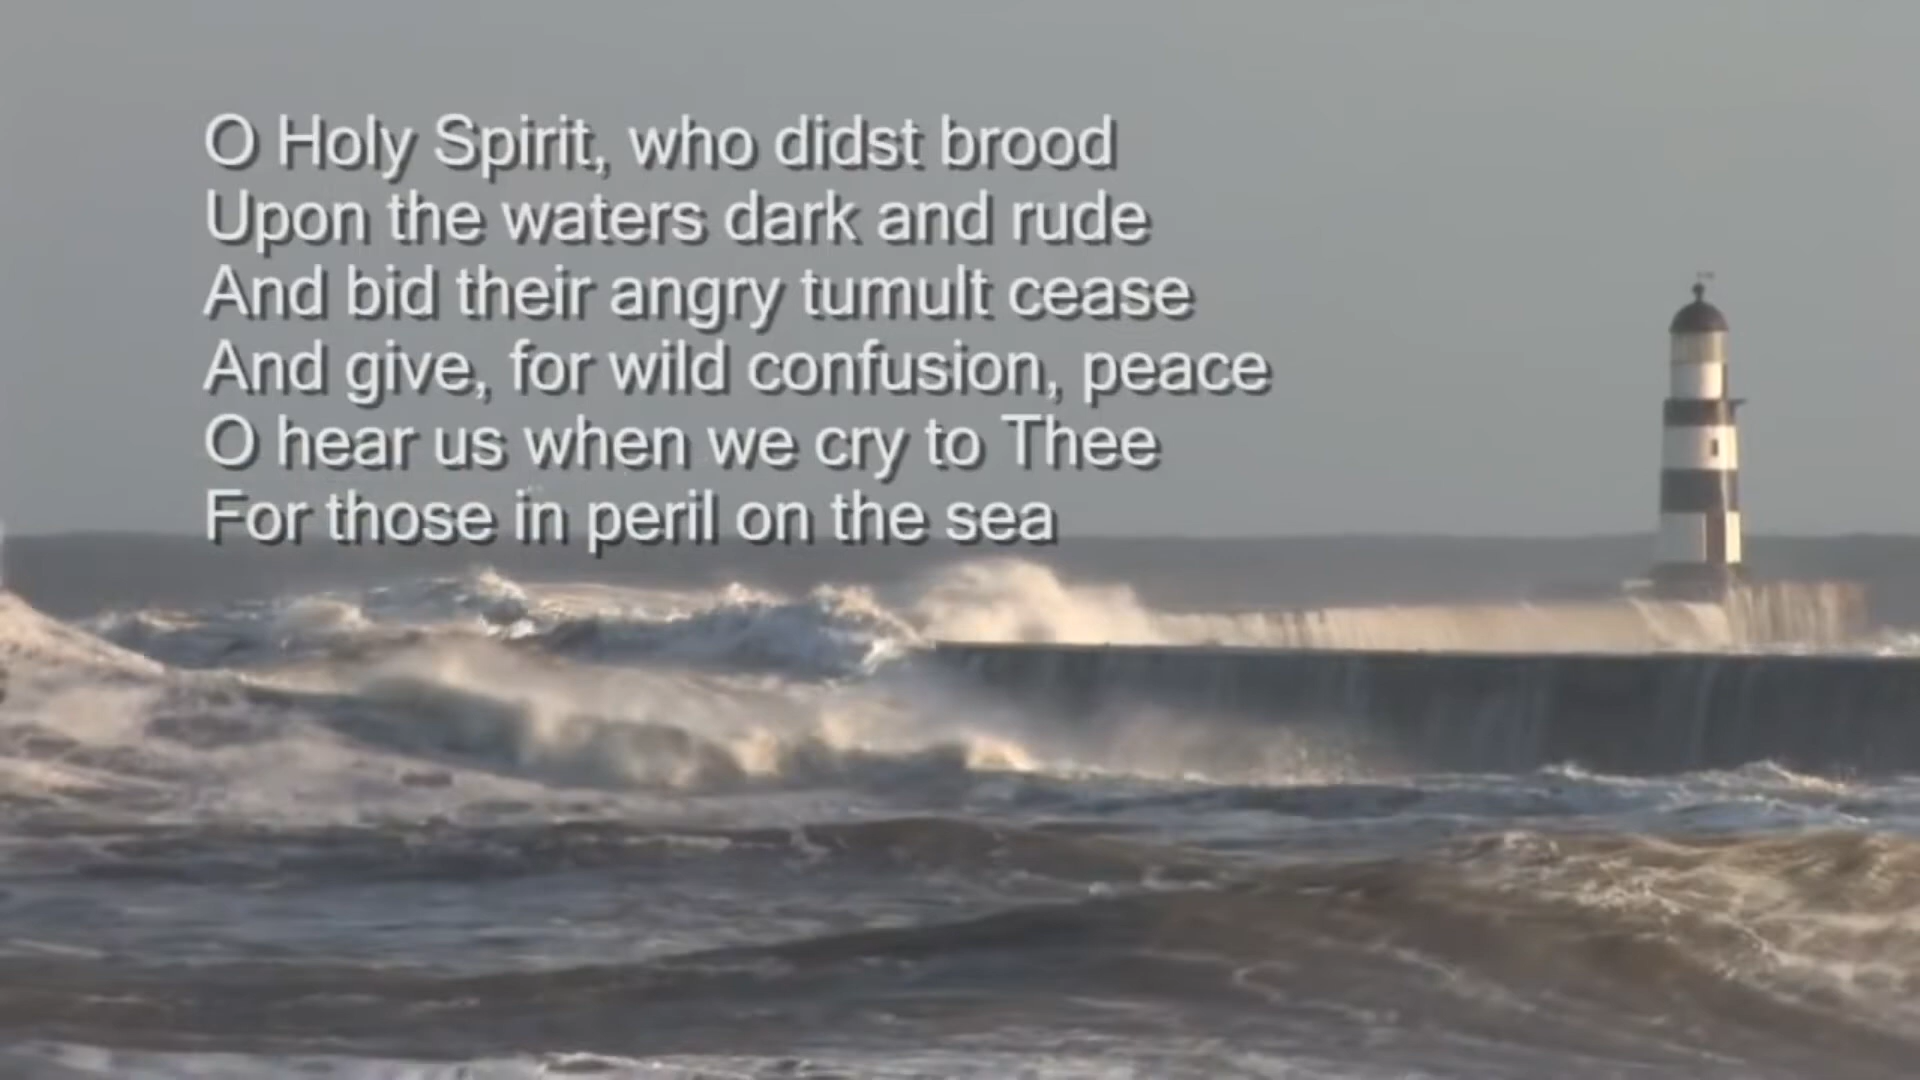 O Holy Spirit, who didst brood
Upon the waters dark and rude
And bid their angry tumult cease
And give, for wild confusion, peace
O hear us when we cry to Thee
For those in peril on the sea